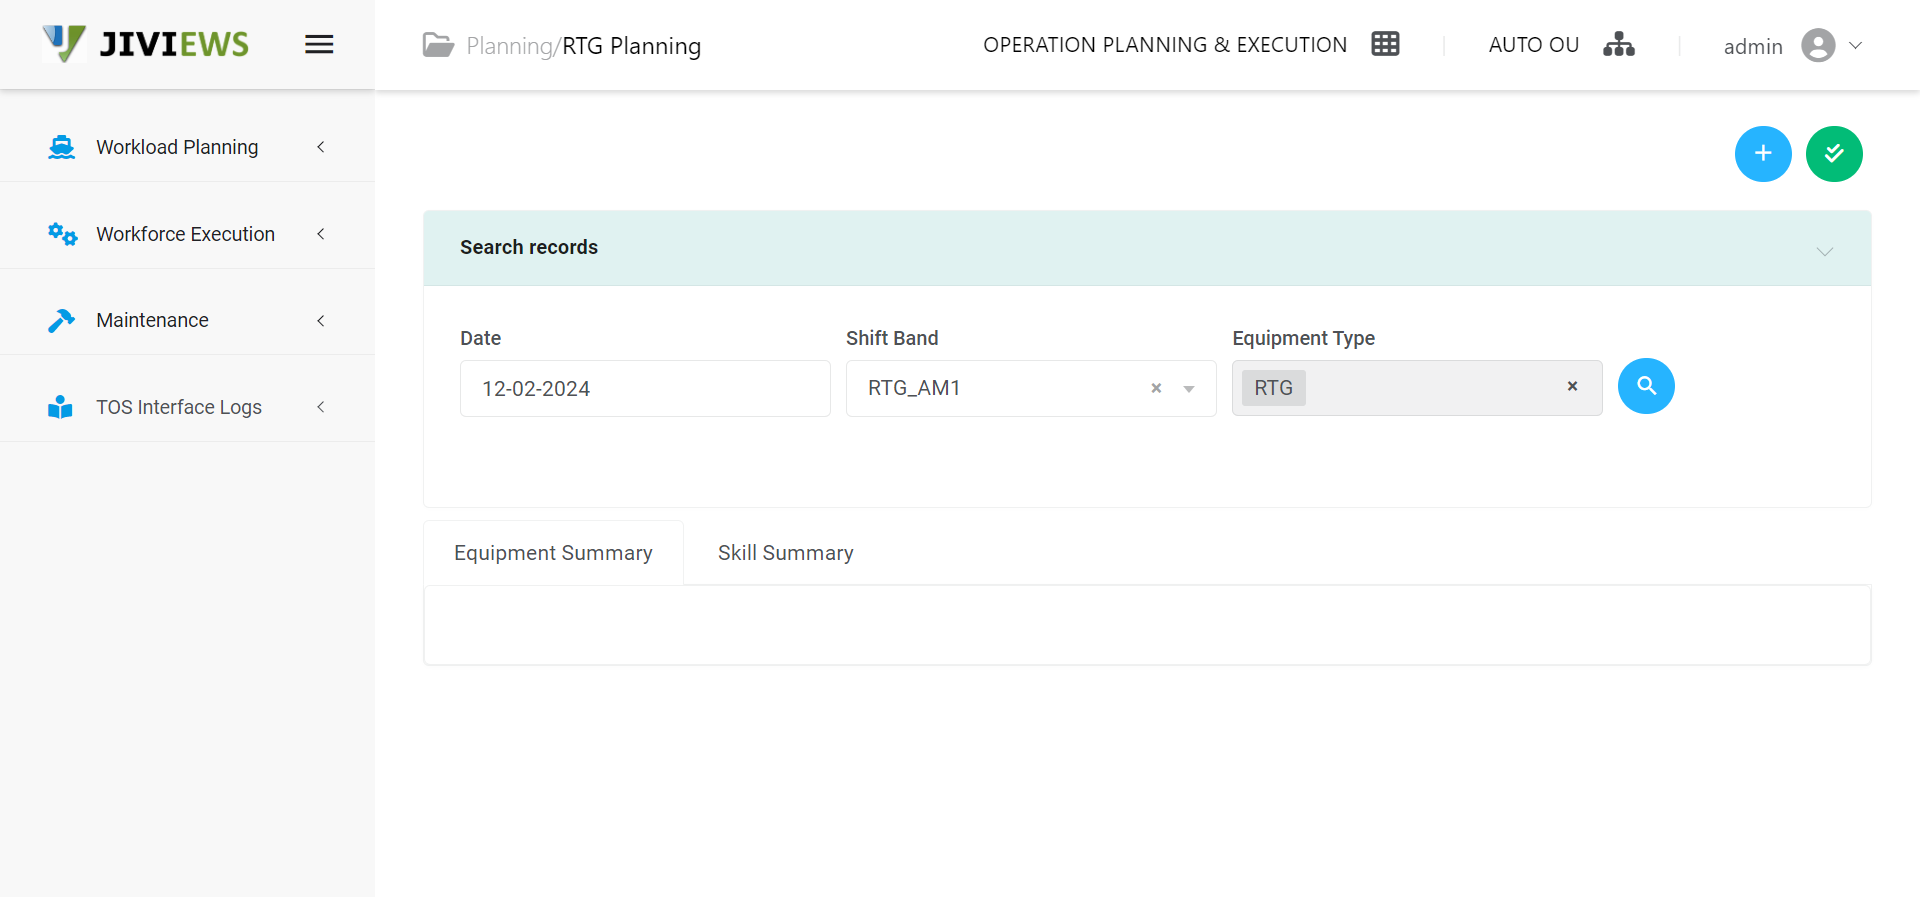 JIVIEWS
Planning/RTG Planning
OPERATION PLANNING & EXECUTION
AUTO OU
admin
Workload Planning
Workforce Execution
Maintenance
TOS Interface Logs
Search records
Date
Shift Band
Equipment Type
12-02-2024
RTG_AM1
RTG
Equipment Summary
Skill Summary